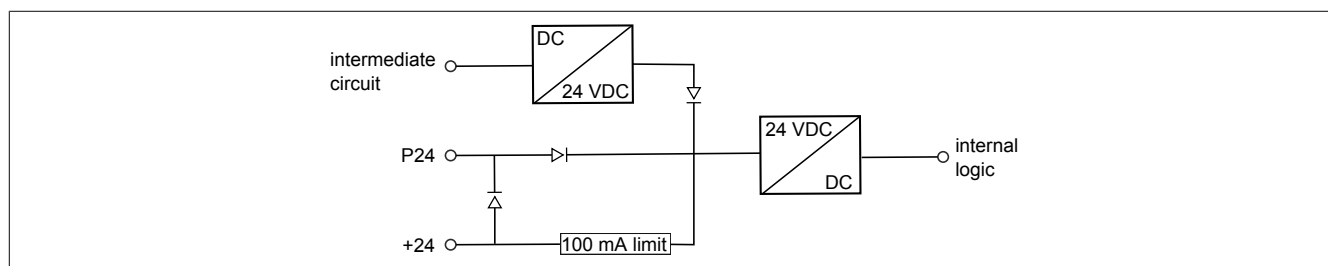 intermediate
circuit
DC
24 VDC
P24
24 VDC
DC
internal
logic
+24
100 mA limit